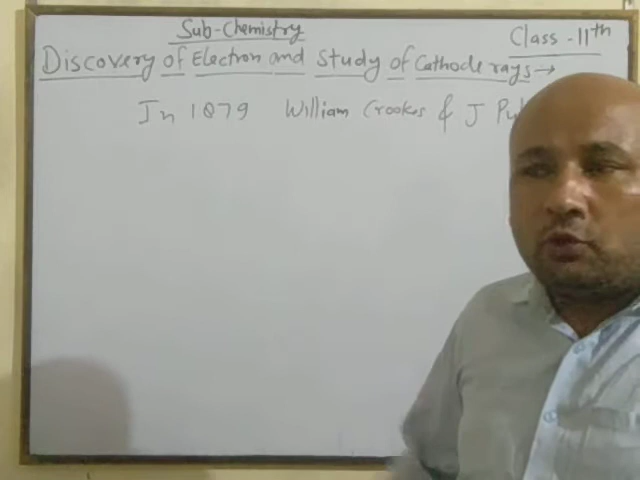 Sub-Chemistry
Class-11th
Discovery of Electron and Study of Cathode rays→
In 1879 William Crookes & J